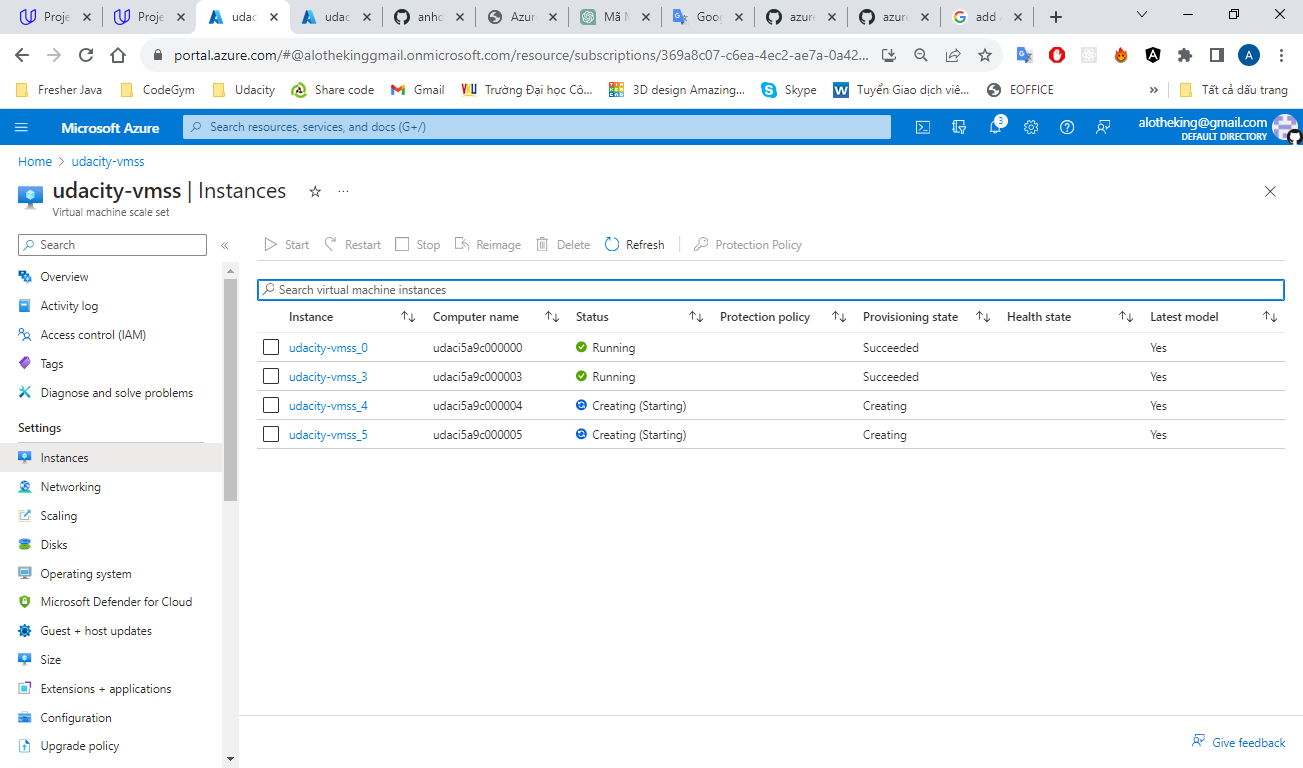 Proje
Proje
udac
udac
anhc
Azur
Mã M
Goog
azure
azure
add
portal.azure.com/#@alothekinggmail.onmicrosoft.com/resource/subscriptions/369a8c07-c6ea-4ec2-ae7a-0a42...
A
Fresher Java
CodeGym
Udacity
Share code
Gmail
Trường Đại học Cô...
3D design Amazing...
Skype
Tuyển Giao dịch viê...
EOFFICE
»
Tất cả dấu trang
Microsoft Azure
Search resources, services, and docs (G+/)
3
alotheking@gmail.com
DEFAULT DIRECTORY
Home > udacity-vmss
udacity-vmss | Instances
Virtual machine scale set
Search
«
Start
Restart
Stop
Reimage
Delete
Refresh
Protection Policy
Overview
Activity log
Access control (IAM)
Tags
Diagnose and solve problems
Settings
Instances
Networking
Scaling
Disks
Operating system
Microsoft Defender for Cloud
Guest + host updates
Size
Extensions + applications
Configuration
Upgrade policy
Search virtual machine instances
Instance Computer name Status Protection policy Provisioning state Health state Latest model
udacity-vmss_0 udaci5a9c000000 Running Succeeded Yes
udacity-vmss_3 udaci5a9c000003 Running Succeeded Yes
udacity-vmss_4 udaci5a9c000004 Creating (Starting) Creating Yes
udacity-vmss_5 udaci5a9c000005 Creating (Starting) Creating Yes
Give feedback